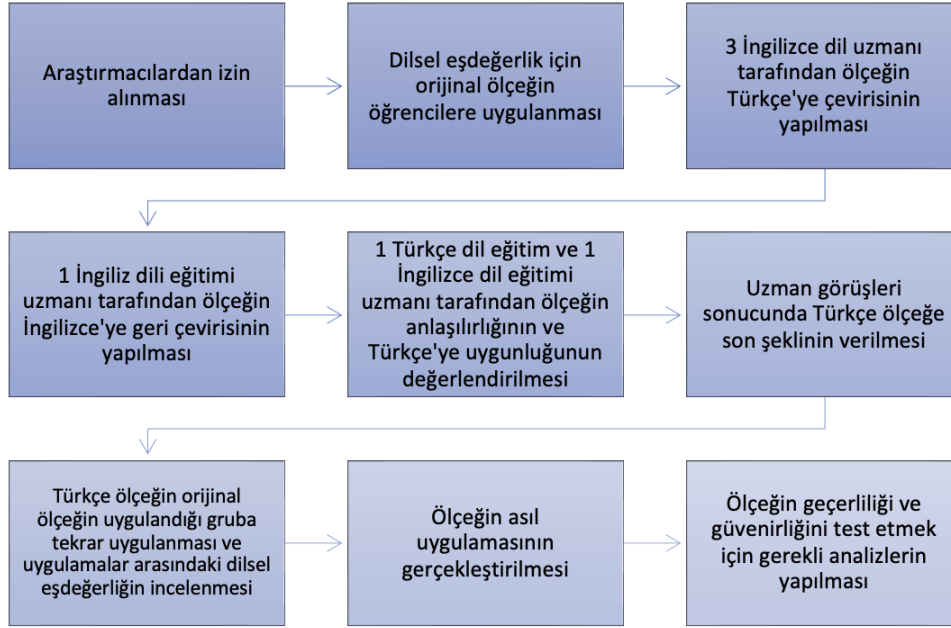 Araştırmacılardan izin
alınması
Dilsel eşdeğerlik için
orijinal ölçeğin
öğrencilere uygulanması
3 İngilizce dil uzmanı
tarafından ölçeğin
Türkçe'ye çevirisinin
yapılması
1 İngiliz dili eğitimi
uzmanı tarafından ölçeğin
İngilizce'ye geri çevirisinin
yapılması
1 Türkçe dil eğitim ve 1
İngilizce dil eğitimi
uzmanı tarafından ölçeğin
anlaşılırlığının ve
Türkçe'ye uygunluğunun
değerlendirilmesi
Uzman görüşleri
sonucunda Türkçe ölçeğe
son şeklinin verilmesi
Türkçe ölçeğin orijinal
ölçeğin uygulandığı gruba
tekrar uygulanması ve
uygulamalar arasındaki dilsel
eşdeğerliğin incelenmesi
Ölçeğin asıl
uygulamasının
gerçekleştirilmesi
Ölçeğin geçerliliği ve
güvenirliğini test etmek
için gerekli analizlerin
yapılması